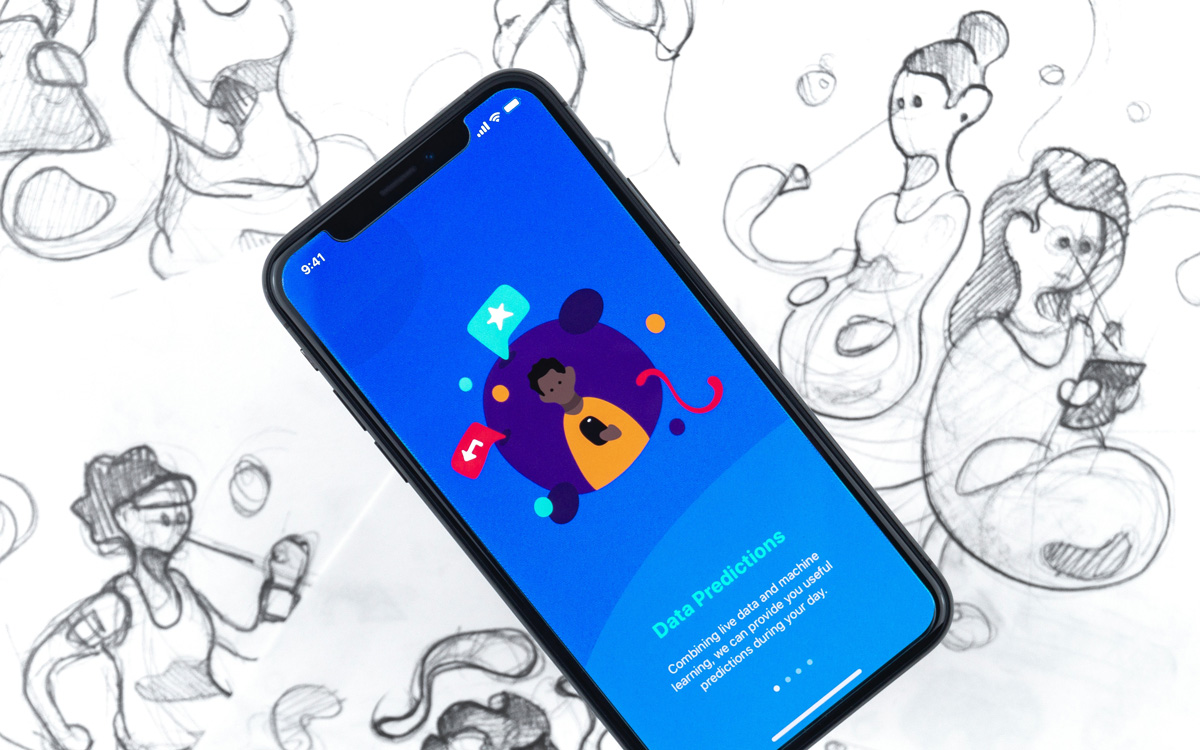 9:41
Data Predictions
Combining live data and machine
learning, we can provide you useful
predictions during your day.